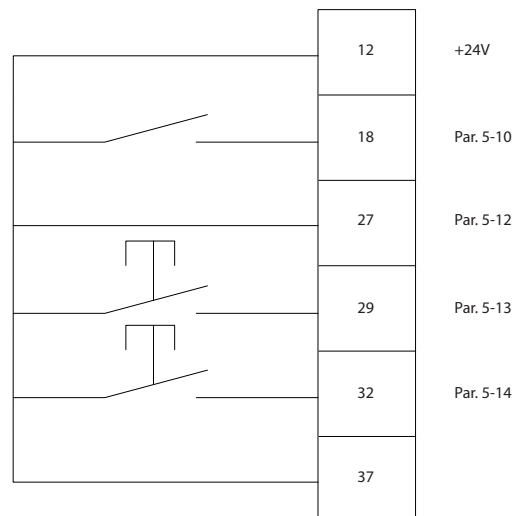 12 +24V
18 Par. 5-10
27 Par. 5-12
29 Par. 5-13
32 Par. 5-14
37